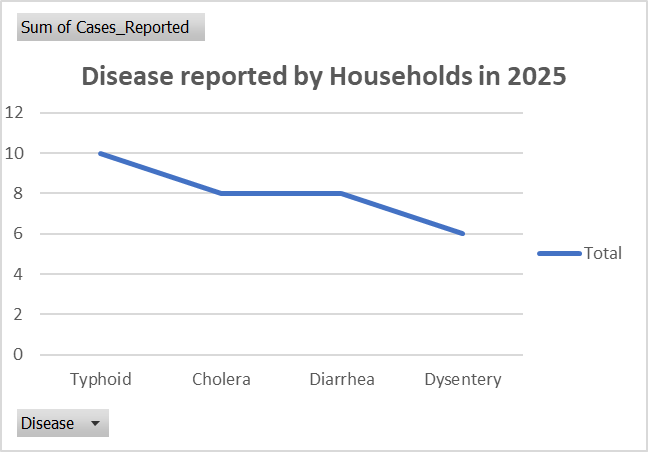 Sum of Cases_Reported
Disease reported by Households in 2025
12
10
8
6
4
2
0
Total
Typhoid Cholera Diarrhea Dysentery
Disease